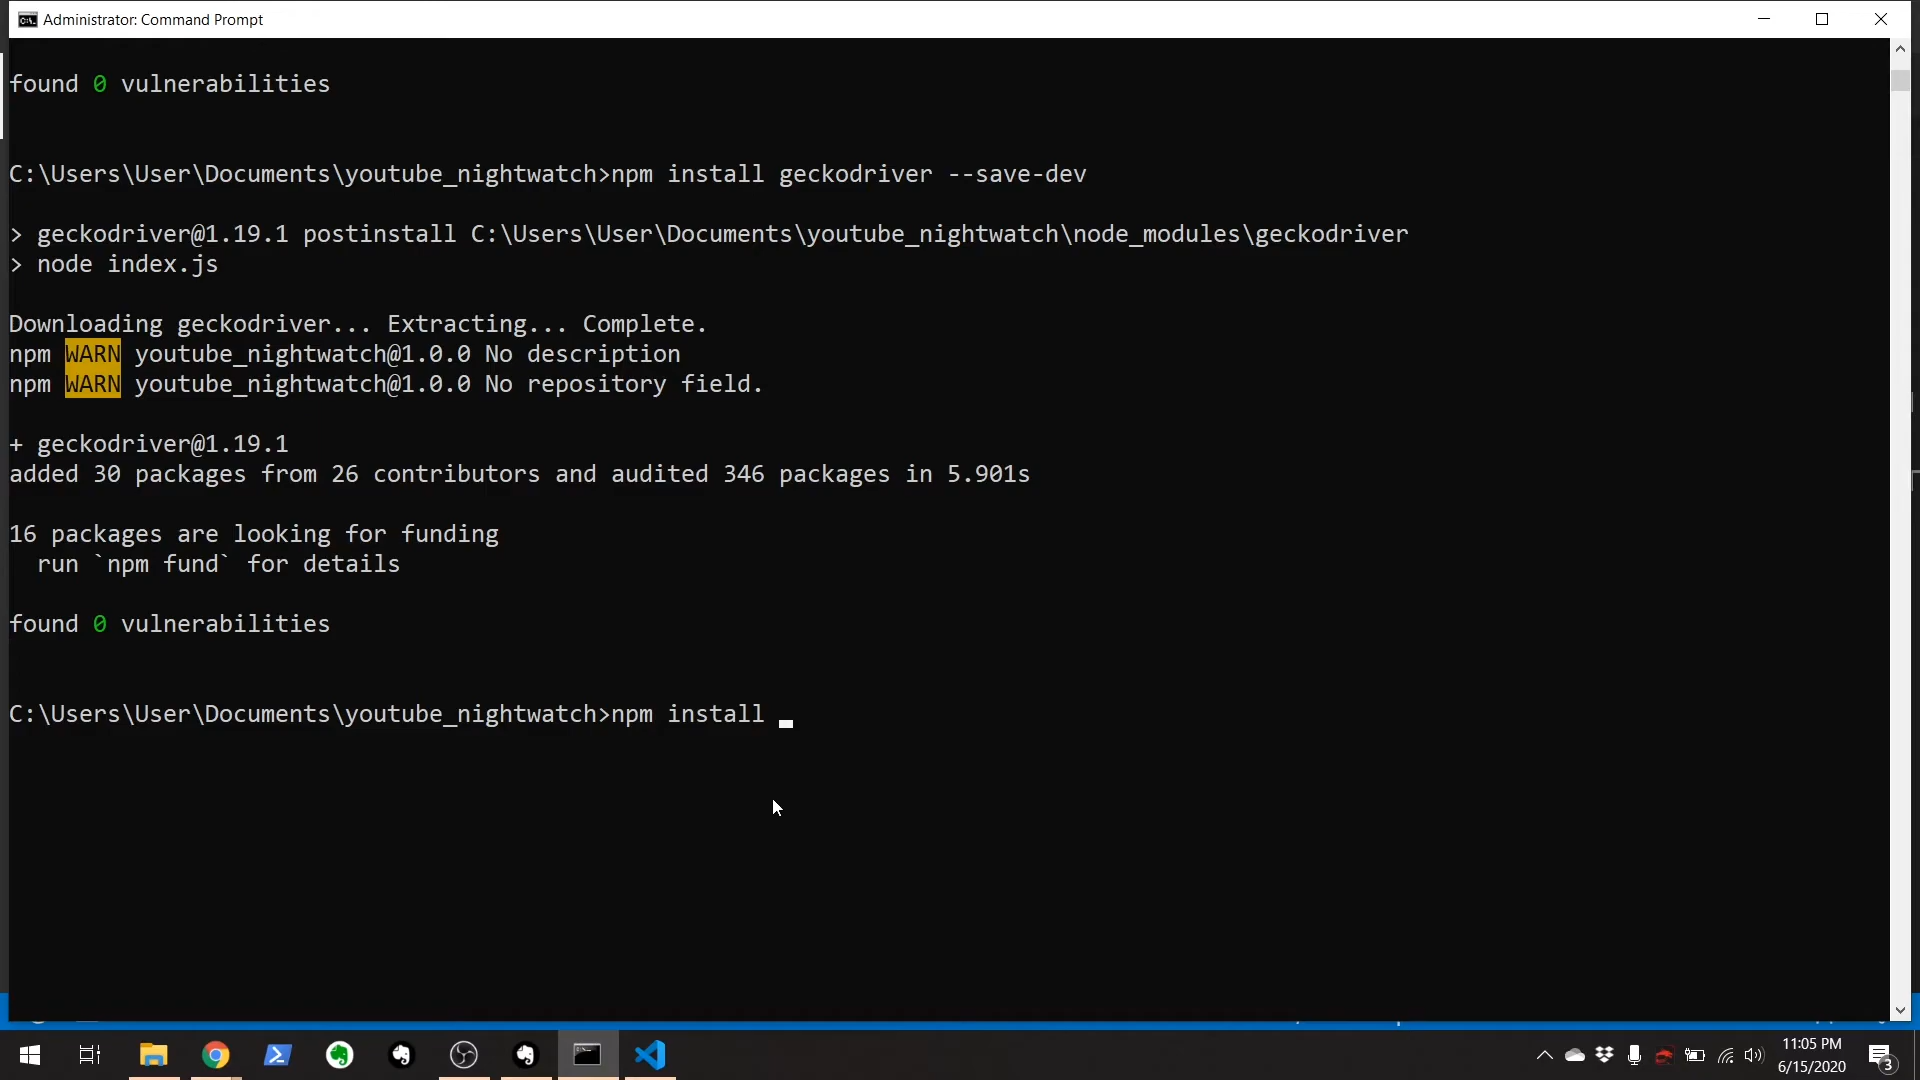 Administrator: Command Prompt
found 0 vulnerabilities
C:\Users\User\Documents\youtube_nightwatch>npm install geckodriver --save-dev
> geckodriver@1.19.1 postinstall C:\Users\User\Documents\youtube_nightwatch\node_modules\geckodriver
> node index.js
Downloading geckodriver... Extracting... Complete.
npm WARN youtube_nightwatch@1.0.0 No description
npm WARN youtube_nightwatch@1.0.0 No repository field.
+ geckodriver@1.19.1
added 30 packages from 26 contributors and audited 346 packages in 5.901s
16 packages are looking for funding
  run `npm fund` for details
found 0 vulnerabilities
C:\Users\User\Documents\youtube_nightwatch>npm install
11:05 PM
6/15/2020
3